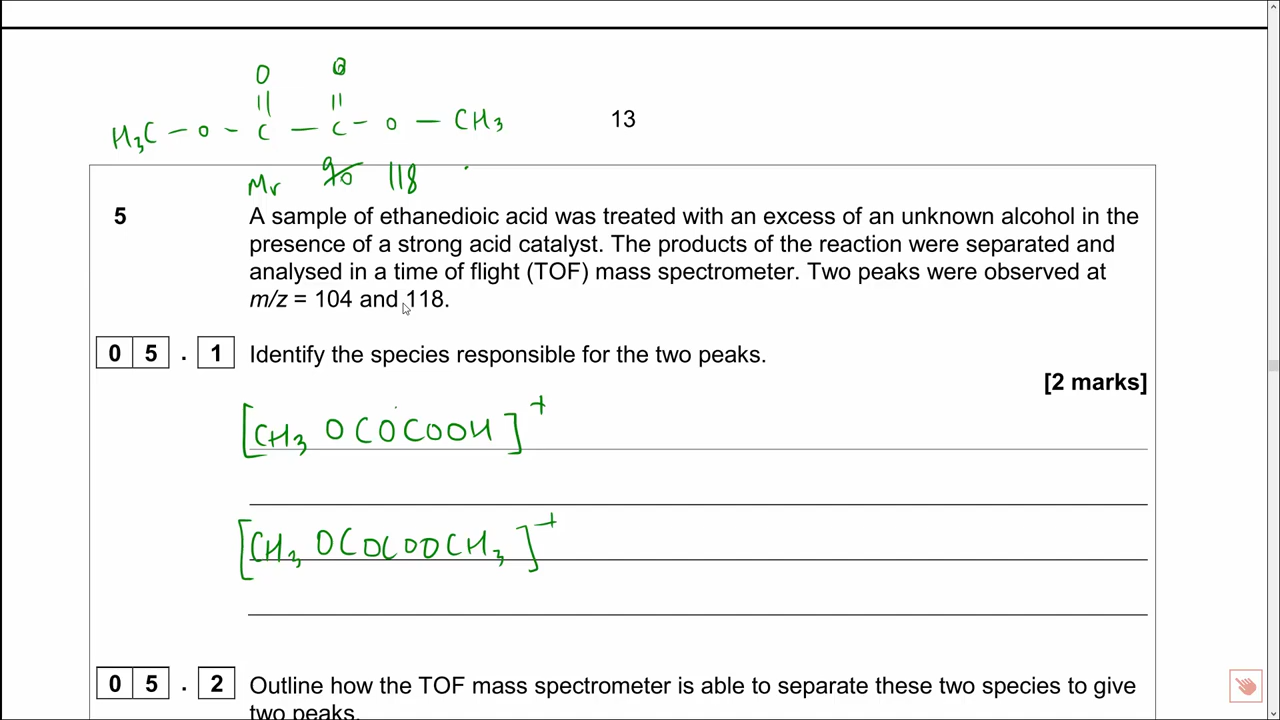 O O
|| ||
H3C - O - C - C - O - CH3
13
Mr 90 118
5 A sample of ethanedioic acid was treated with an excess of an unknown alcohol in the
presence of a strong acid catalyst. The products of the reaction were separated and
analysed in a time of flight (TOF) mass spectrometer. Two peaks were observed at
m/z = 104 and 118.
0 5 . 1 Identify the species responsible for the two peaks.
[2 marks]
[CH3 OCOCOOH]+
[CH3 OCOCOOCH3]+
0 5 . 2 Outline how the TOF mass spectrometer is able to separate these two species to give
two peaks.